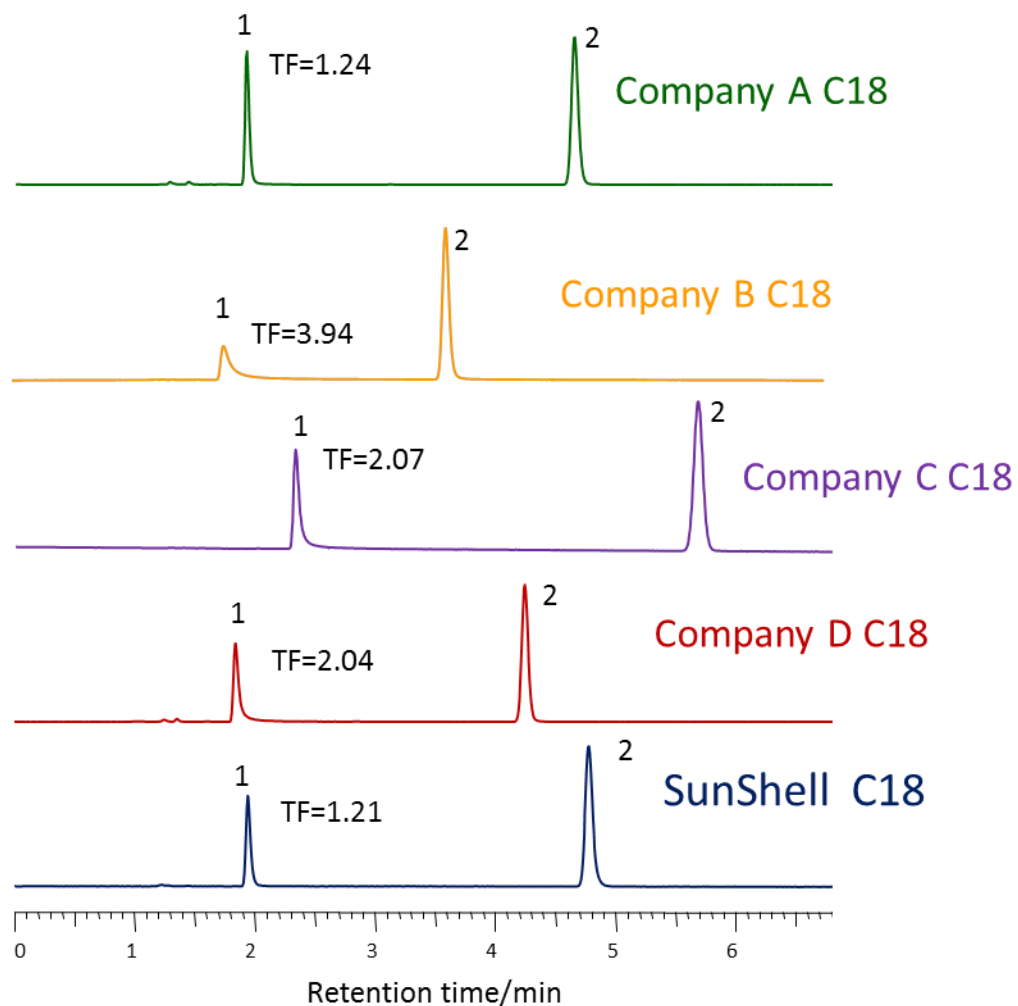 1
TF=1.24
2
Company A C18
1
TF=3.94
2
Company B C18
1
TF=2.07
2
Company C C18
1
TF=2.04
2
Company D C18
1
TF=1.21
2
SunShell C18
0 1 2 3 4 5 6
Retention time/min